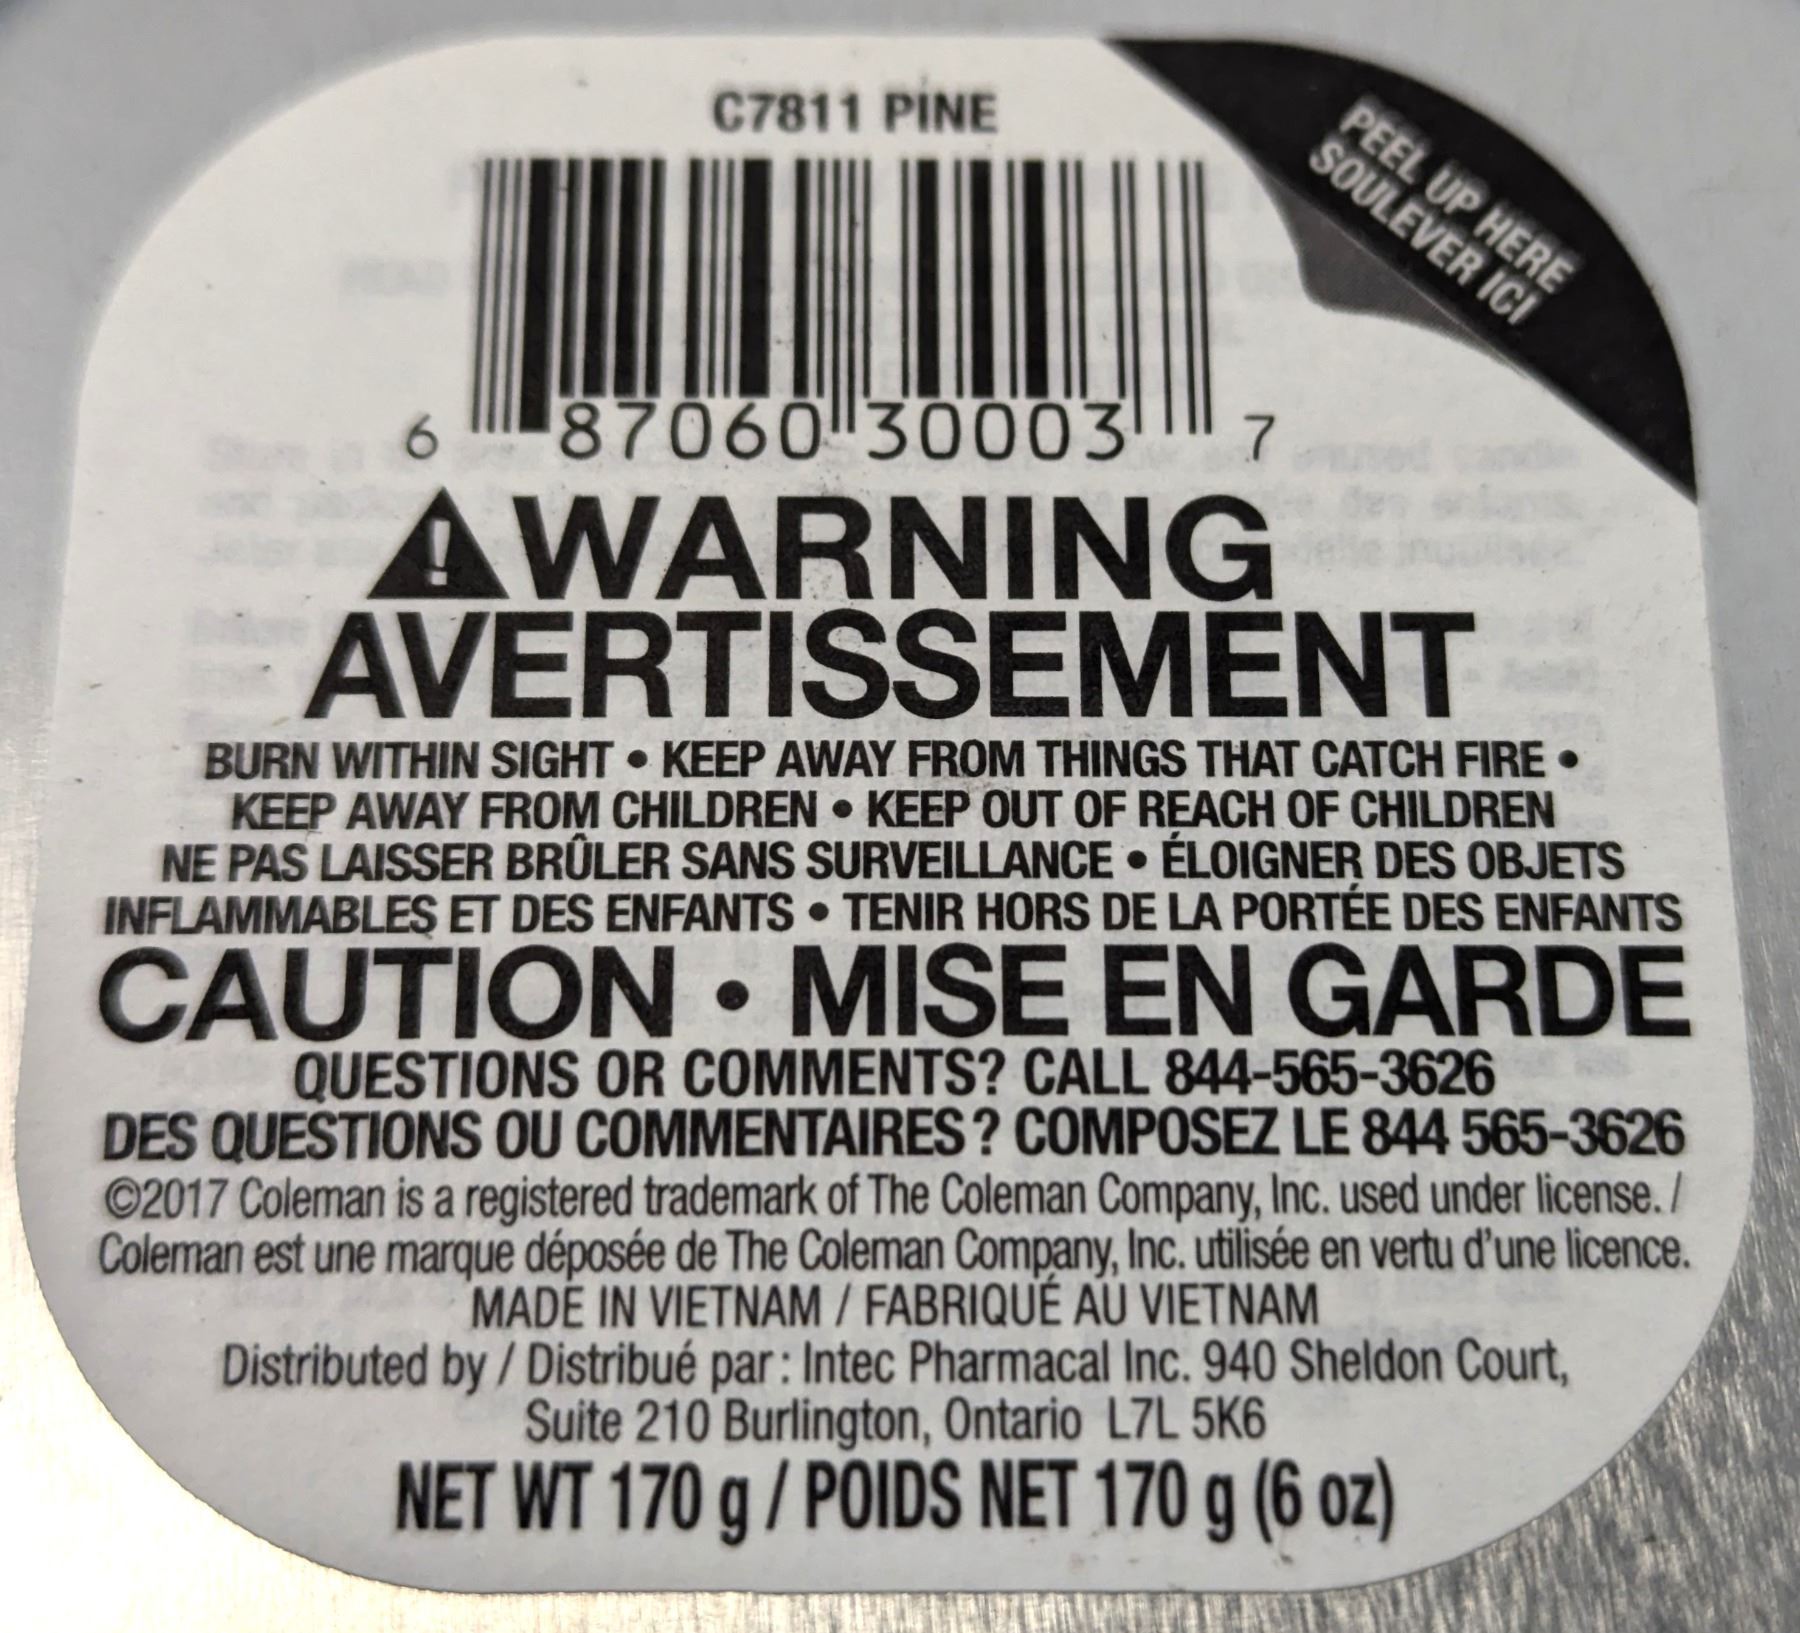 C7811 PINE
PEEL UP HERE
SOULEVER ICI
6 87060 30003 7
WARNING
AVERTISSEMENT
BURN WITHIN SIGHT • KEEP AWAY FROM THINGS THAT CATCH FIRE •
KEEP AWAY FROM CHILDREN • KEEP OUT OF REACH OF CHILDREN
NE PAS LAISSER BRÛLER SANS SURVEILLANCE • ÉLOIGNER DES OBJETS
INFLAMMABLES ET DES ENFANTS • TENIR HORS DE LA PORTÉE DES ENFANTS
CAUTION • MISE EN GARDE
QUESTIONS OR COMMENTS? CALL 844-565-3626
DES QUESTIONS OU COMMENTAIRES ? COMPOSEZ LE 844 565-3626
©2017 Coleman is a registered trademark of The Coleman Company, Inc. used under license. /
Coleman est une marque déposée de The Coleman Company, Inc. utilisée en vertu d'une licence.
MADE IN VIETNAM / FABRIQUÉ AU VIETNAM
Distributed by / Distribué par : Intec Pharmacal Inc. 940 Sheldon Court,
Suite 210 Burlington, Ontario L7L 5K6
NET WT 170 g / POIDS NET 170 g (6 oz)